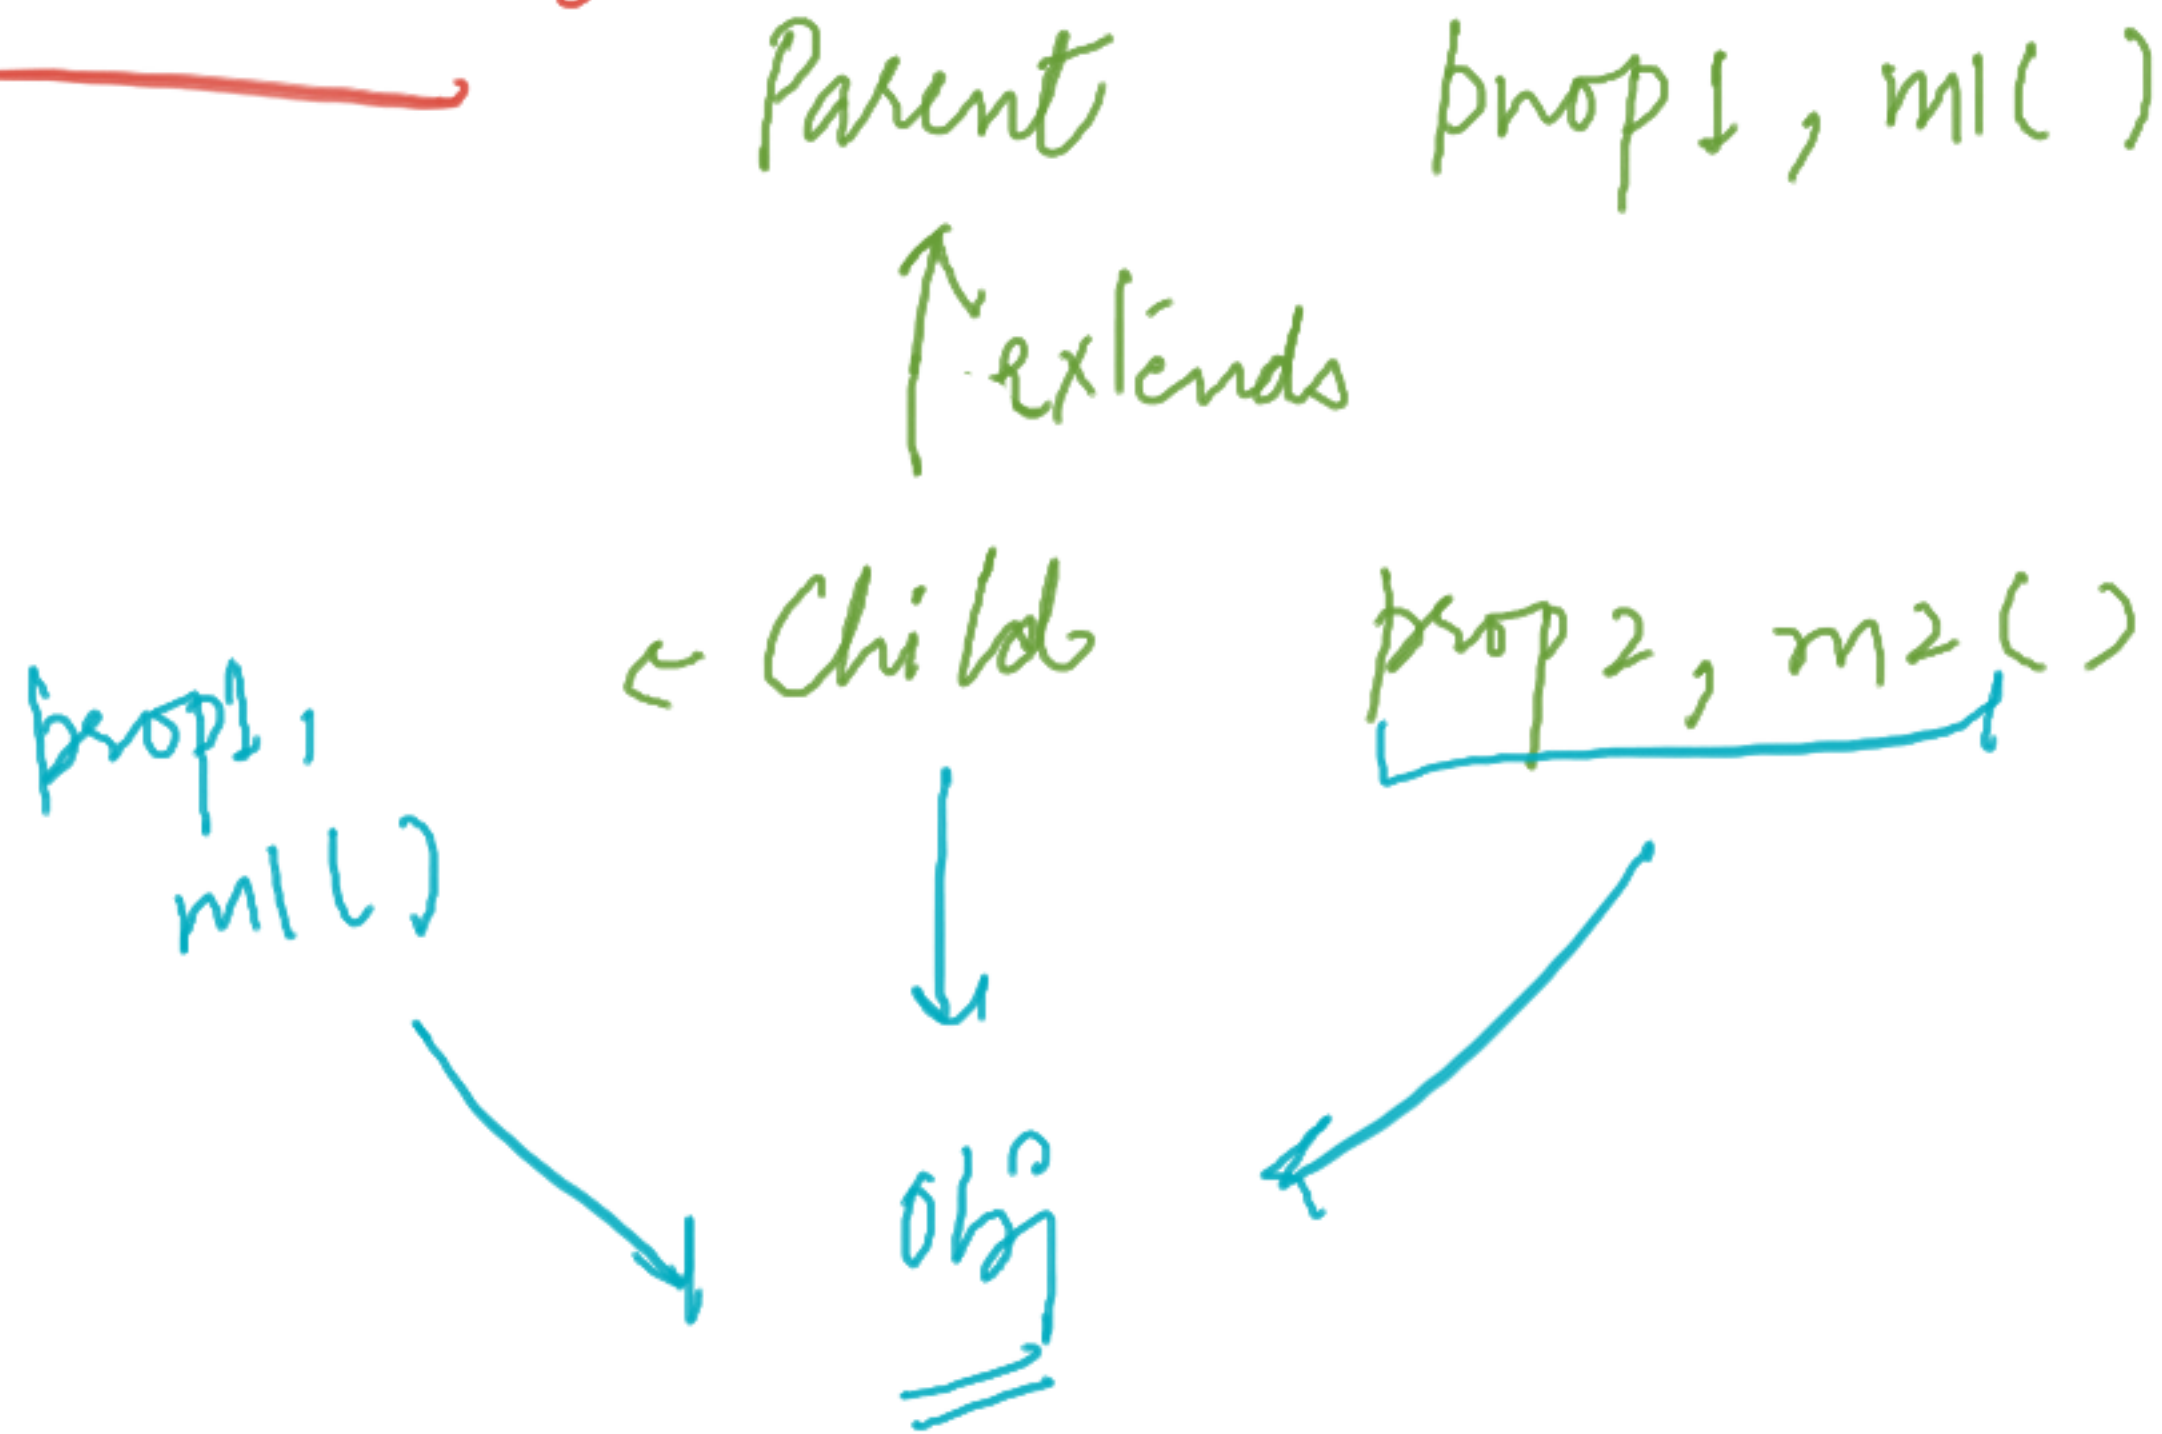 Parent prop1, m1()
extends
Child prop2, m2()
prop1,
m1()
obj